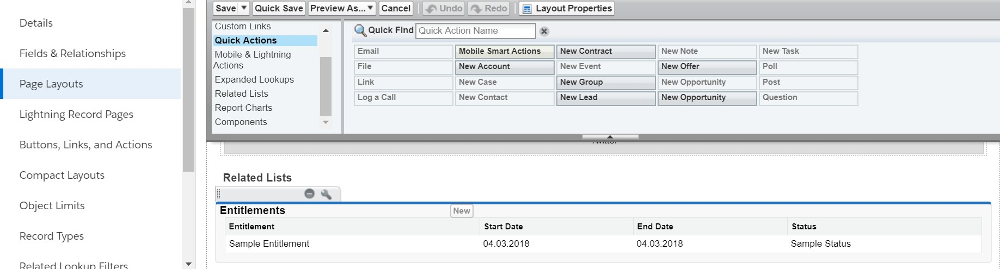 Details
Fields & Relationships
Page Layouts
Lightning Record Pages
Buttons, Links, and Actions
Compact Layouts
Object Limits
Record Types
Related Lookup Filters
Save Quick Save Preview As... Cancel Undo Redo Layout Properties
Custom Links
Quick Actions
Mobile & Lightning
Actions
Expanded Lookups
Related Lists
Report Charts
Components
Quick Find Quick Action Name
Email Mobile Smart Actions New Contract New Note New Task
File New Account New Event New Offer Poll
Link New Case New Group New Opportunity Post
Log a Call New Contact New Lead New Opportunity Question
Twitter
Related Lists
Entitlements New
Entitlement Start Date End Date Status
Sample Entitlement 04.03.2018 04.03.2018 Sample Status